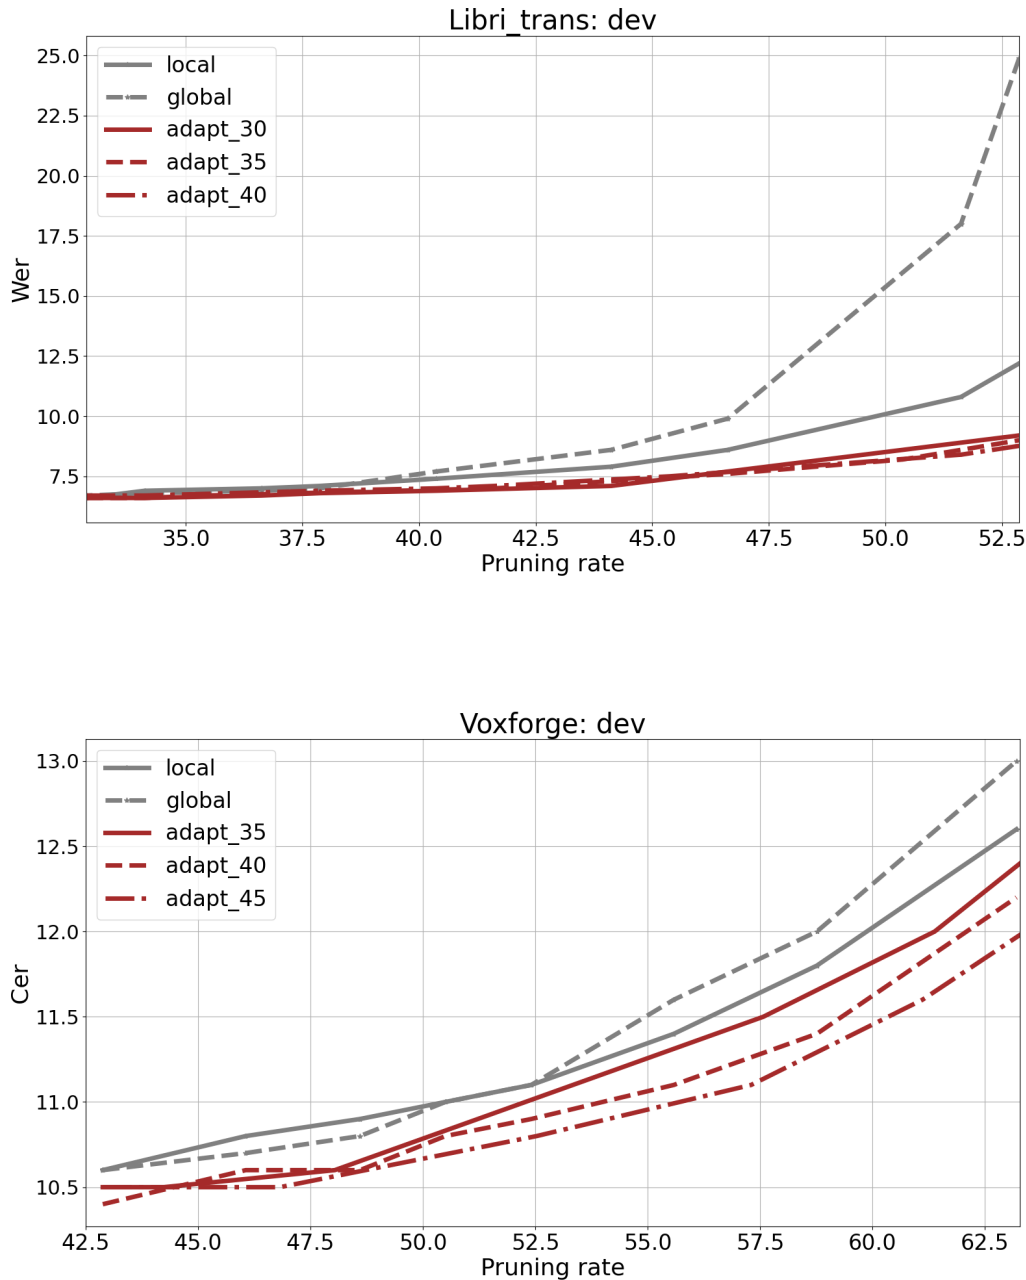 Libri_trans: dev
25.0
22.5
20.0
17.5
15.0
12.5
10.0
7.5
Wer
local
global
adapt_30
adapt_35
adapt_40
35.0 37.5 40.0 42.5 45.0 47.5 50.0 52.5
Pruning rate
Voxforge: dev
13.0
12.5
12.0
11.5
11.0
10.5
Cer
local
global
adapt_35
adapt_40
adapt_45
42.5 45.0 47.5 50.0 52.5 55.0 57.5 60.0 62.5
Pruning rate